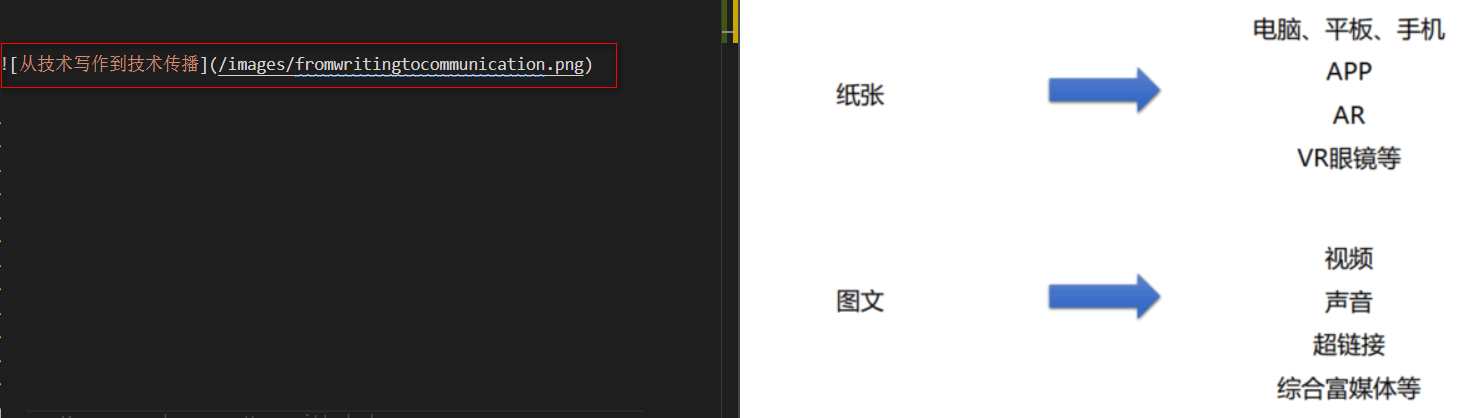 ![从技术写作到技术传播](/images/fromwritingtocommunication.png)
电脑、平板、手机
APP
纸张
AR
VR眼镜等
视频
图文
声音
超链接
综合富媒体等